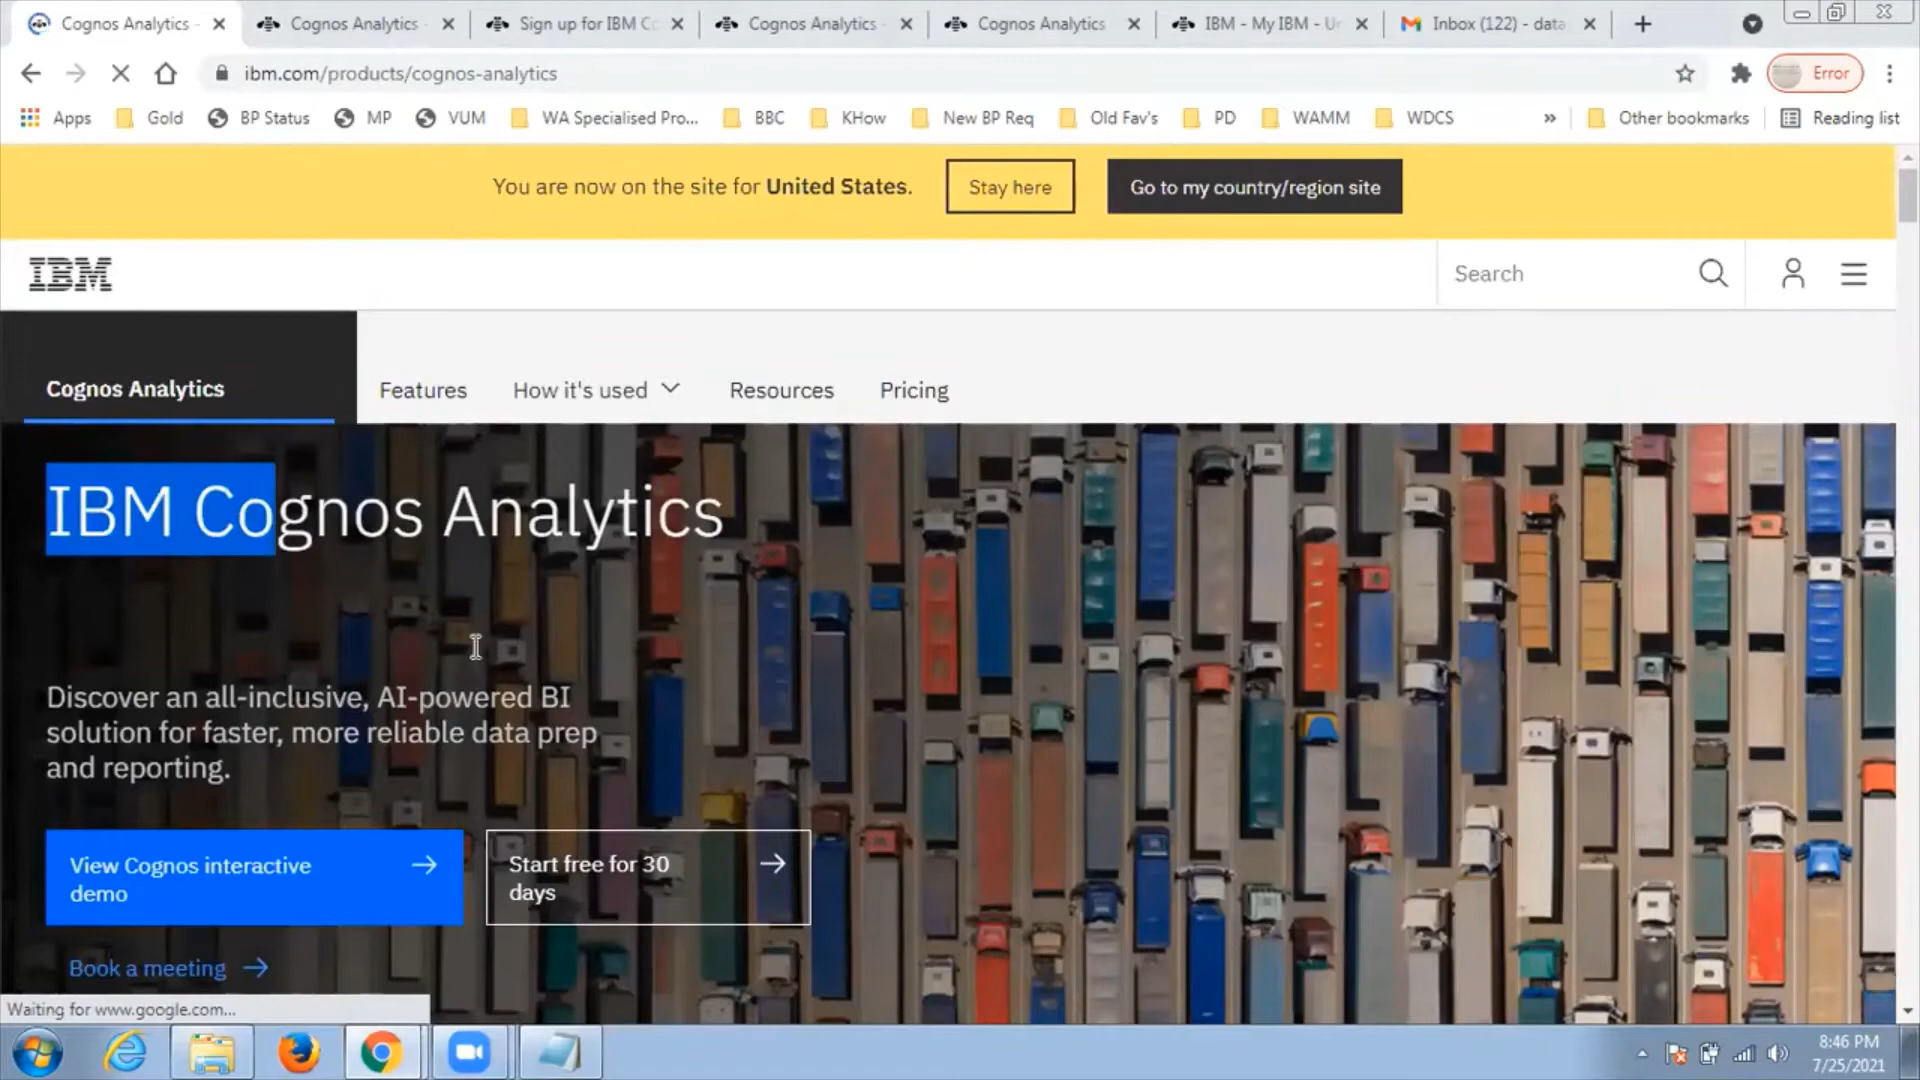 Cognos Analytics -
Cognos Analytics -
Sign up for IBM Co
Cognos Analytics -
Cognos Analytics
IBM - My IBM - Ur
Inbox (122) - data
ibm.com/products/cognos-analytics
Error
Apps
Gold
BP Status
MP
VUM
WA Specialised Pro...
BBC
KHow
New BP Req
Old Fav's
PD
WAMM
WDCS
»
Other bookmarks
Reading list
You are now on the site for United States.
Stay here
Go to my country/region site
IBM
Search
Cognos Analytics
Features
How it's used
Resources
Pricing
IBM Cognos Analytics
Discover an all-inclusive, AI-powered BI
solution for faster, more reliable data prep
and reporting.
View Cognos interactive
demo
Start free for 30
days
Book a meeting
Waiting for www.google.com...
8:46 PM
7/25/2021